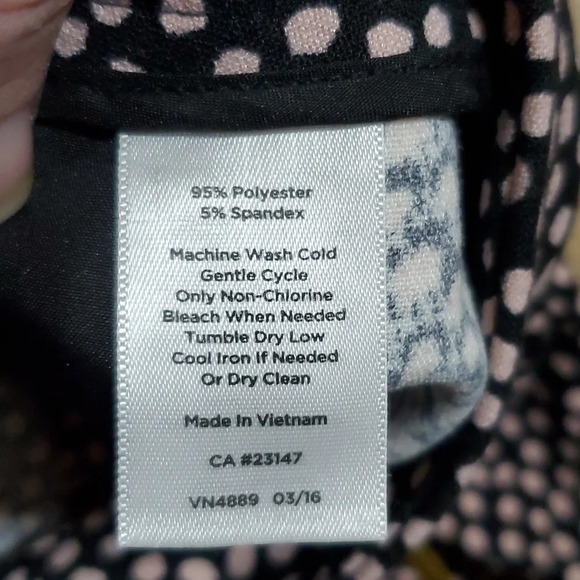 95% Polyester
5% Spandex
Machine Wash Cold
Gentle Cycle
Only Non-Chlorine
Bleach When Needed
Tumble Dry Low
Cool Iron If Needed
Or Dry Clean
Made In Vietnam
CA #23147
VN4889 03/16